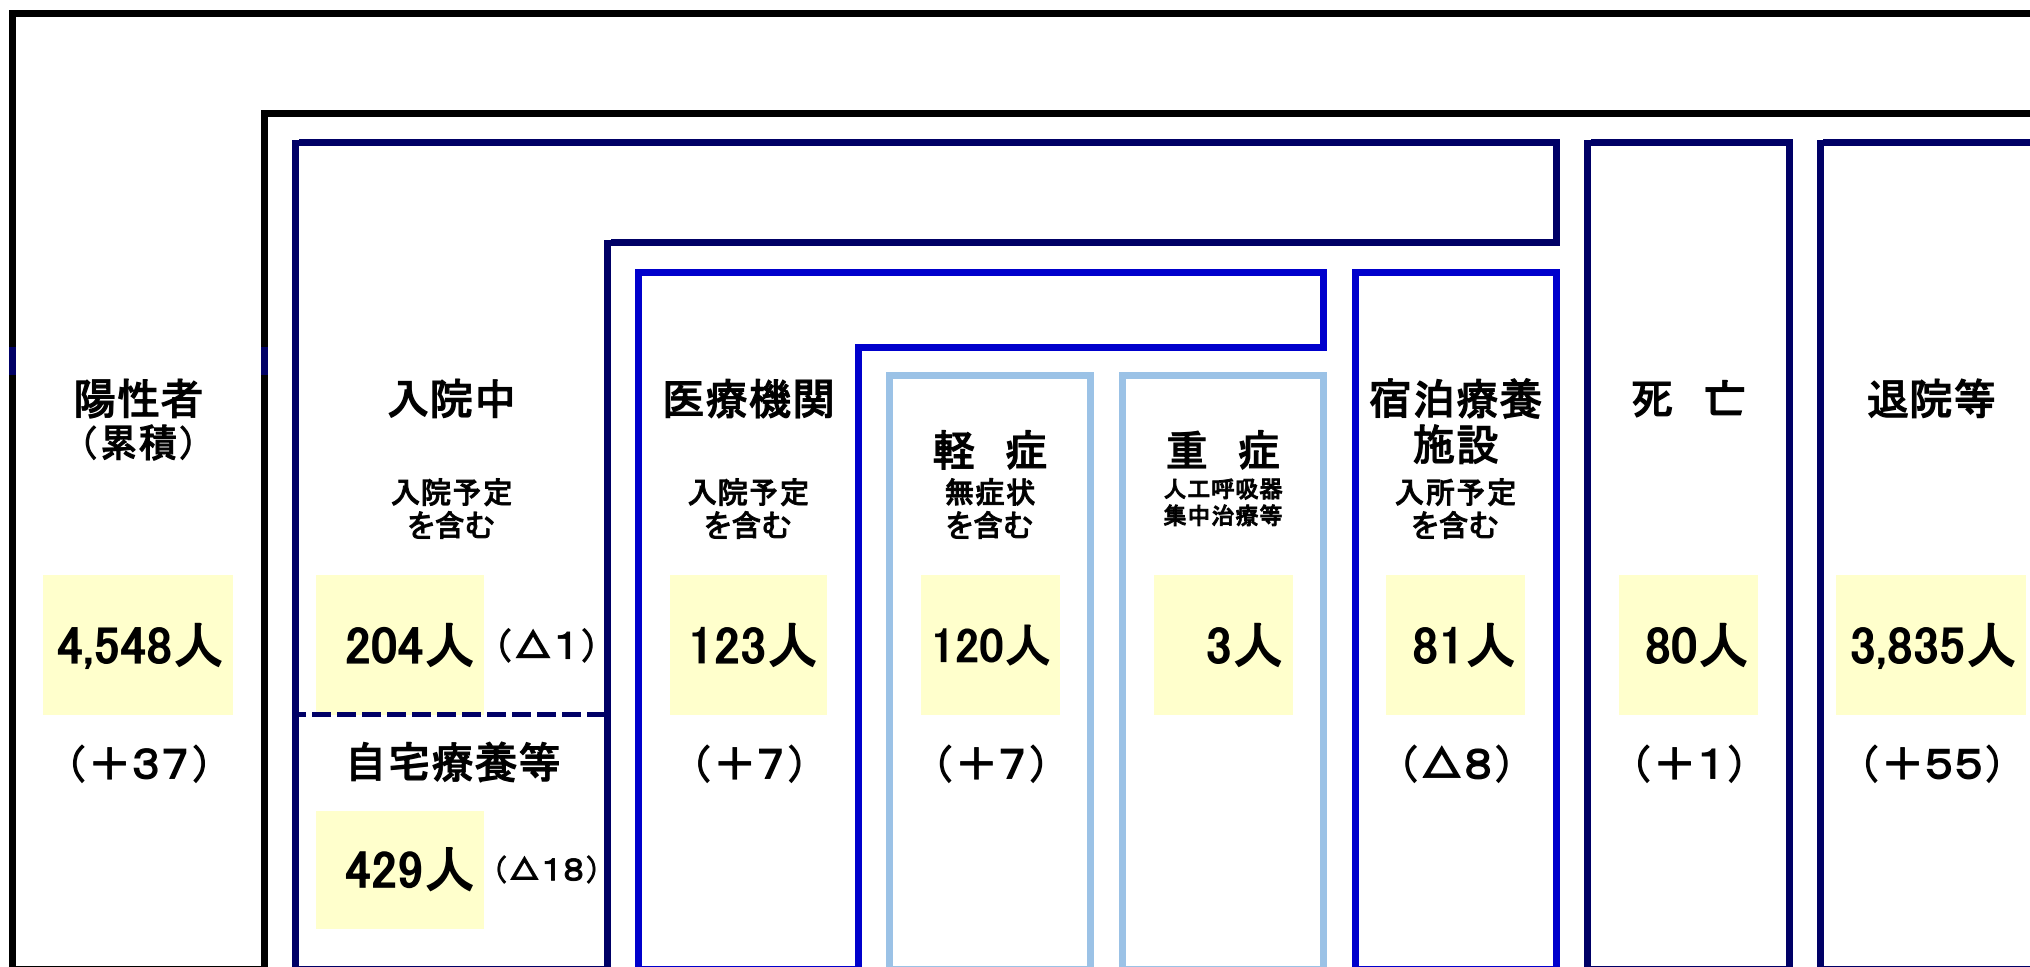 陽性者
（累積）
4,548人
（＋37）
入院中
入院予定
を含む
204人 （△1）
自宅療養等
429人 （△18）
医療機関
入院予定
を含む
123人
（＋7）
軽 症
無症状
を含む
120人
（＋7）
重 症
人工呼吸器
集中治療等
3人
宿泊療養
施設
入所予定
を含む
81人
（△8）
死 亡
80人
（＋1）
退院等
3,835人
（＋55）